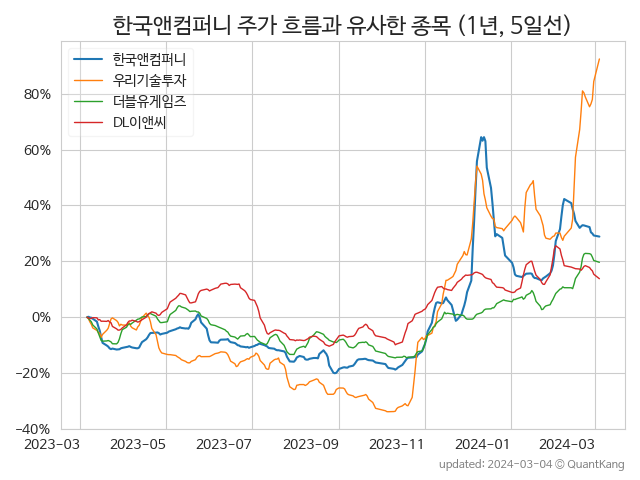 한국앤컴퍼니 주가 흐름과 유사한 종목 (1년, 5일선)
한국앤컴퍼니
우리기술투자
더블유게임즈
DL이앤씨
80%
60%
40%
20%
0%
−20%
−40%
2023-03 2023-05 2023-07 2023-09 2023-11 2024-01 2024-03
updated: 2024-03-04 © QuantKang